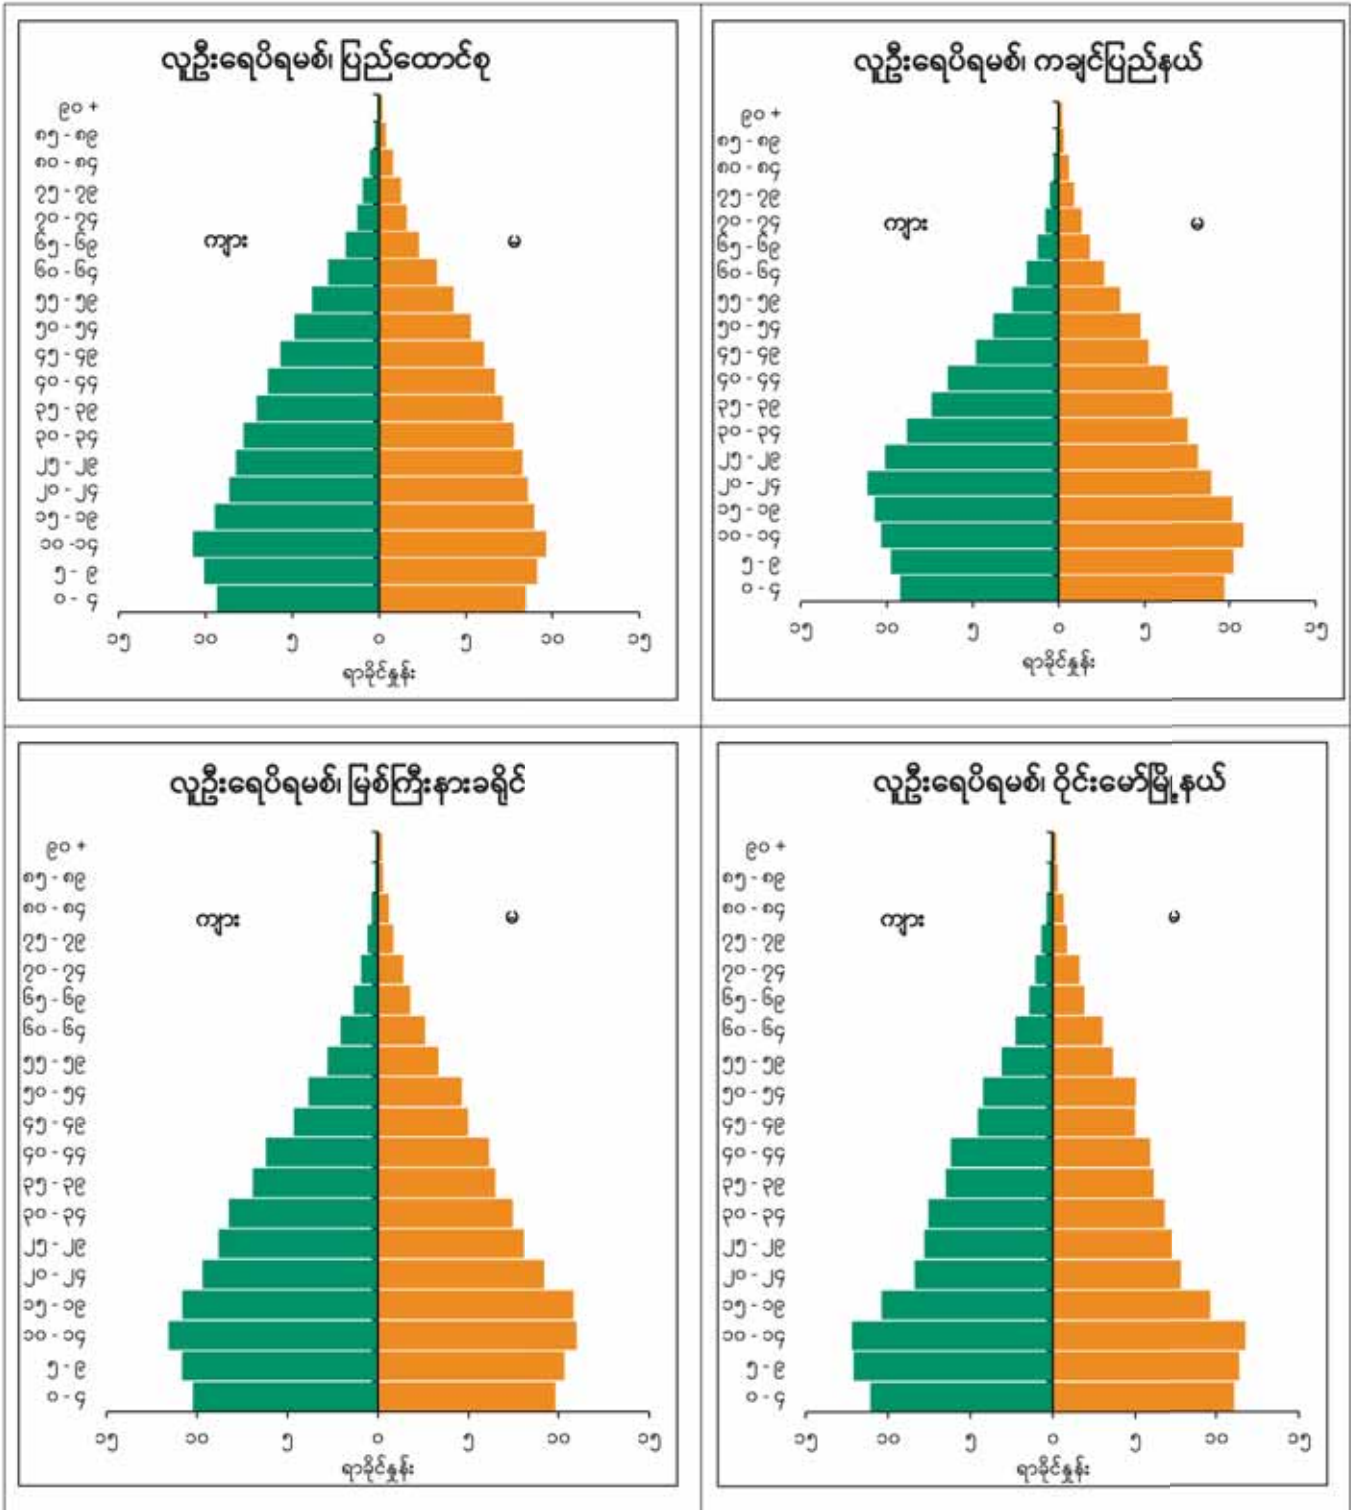 လူဦးရေပိရမစ်၊ ပြည်ထောင်စု
၉၀ +
၈၅ - ၈၉
၈၀ - ၈၄
၇၅ - ၇၉
၇၀ - ၇၄
ကျား
မ
၆၅ - ၆၉
၆၀ - ၆၄
၅၅ - ၅၉
၅၀ - ၅၄
၄၅ - ၄၉
၄၀ - ၄၄
၃၅ - ၃၉
၃၀ - ၃၄
၂၅ - ၂၉
၂၀ - ၂၄
၁၅ - ၁၉
၁၀ -၁၄
၅ - ၉
၀ - ၄
၁၅ ၁၀ ၅ ၀ ၅ ၁၀ ၁၅
ရာခိုင်နှုန်း
လူဦးရေပိရမစ်၊ ကချင်ပြည်နယ်
၉၀ +
၈၅ - ၈၉
၈၀ - ၈၄
၇၅ - ၇၉
၇၀ - ၇၄
ကျား
မ
၆၅ - ၆၉
၆၀ - ၆၄
၅၅ - ၅၉
၅၀ - ၅၄
၄၅ - ၄၉
၄၀ - ၄၄
၃၅ - ၃၉
၃၀ - ၃၄
၂၅ - ၂၉
၂၀ - ၂၄
၁၅ - ၁၉
၁၀ - ၁၄
၅ - ၉
၀ - ၄
၁၅ ၁၀ ၅ ၀ ၅ ၁၀ ၁၅
ရာခိုင်နှုန်း
လူဦးရေပိရမစ်၊ မြစ်ကြီးနားခရိုင်
၉၀ +
၈၅ - ၈၉
၈၀ - ၈၄
ကျား
မ
၇၅ - ၇၉
၇၀ - ၇၄
၆၅ - ၆၉
၆၀ - ၆၄
၅၅ - ၅၉
၅၀ - ၅၄
၄၅ - ၄၉
၄၀ - ၄၄
၃၅ - ၃၉
၃၀ - ၃၄
၂၅ - ၂၉
၂၀ - ၂၄
၁၅ - ၁၉
၁၀ - ၁၄
၅ - ၉
၀ - ၄
၁၅ ၁၀ ၅ ၀ ၅ ၁၀ ၁၅
ရာခိုင်နှုန်း
လူဦးရေပိရမစ်၊ ဝိုင်းမော်မြို့နယ်
၉၀ +
၈၅ - ၈၉
၈၀ - ၈၄
ကျား
မ
၇၅ - ၇၉
၇၀ - ၇၄
၆၅ - ၆၉
၆၀ - ၆၄
၅၅ - ၅၉
၅၀ - ၅၄
၄၅ - ၄၉
၄၀ - ၄၄
၃၅ - ၃၉
၃၀ - ၃၄
၂၅ - ၂၉
၂၀ - ၂၄
၁၅ - ၁၉
၁၀ - ၁၄
၅ - ၉
၀ - ၄
၁၅ ၁၀ ၅ ၀ ၅ ၁၀ ၁၅
ရာခိုင်နှုန်း